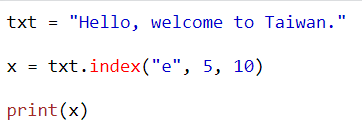 txt = "Hello, welcome to Taiwan."
x = txt.index("e", 5, 10)
print(x)